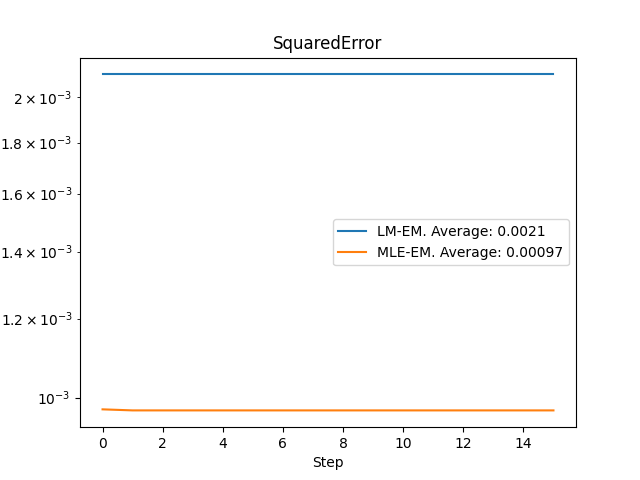 SquaredError
2 × 10⁻³
1.8 × 10⁻³
1.6 × 10⁻³
1.4 × 10⁻³
1.2 × 10⁻³
10⁻³
LM-EM. Average: 0.0021
MLE-EM. Average: 0.00097
0 2 4 6 8 10 12 14
Step